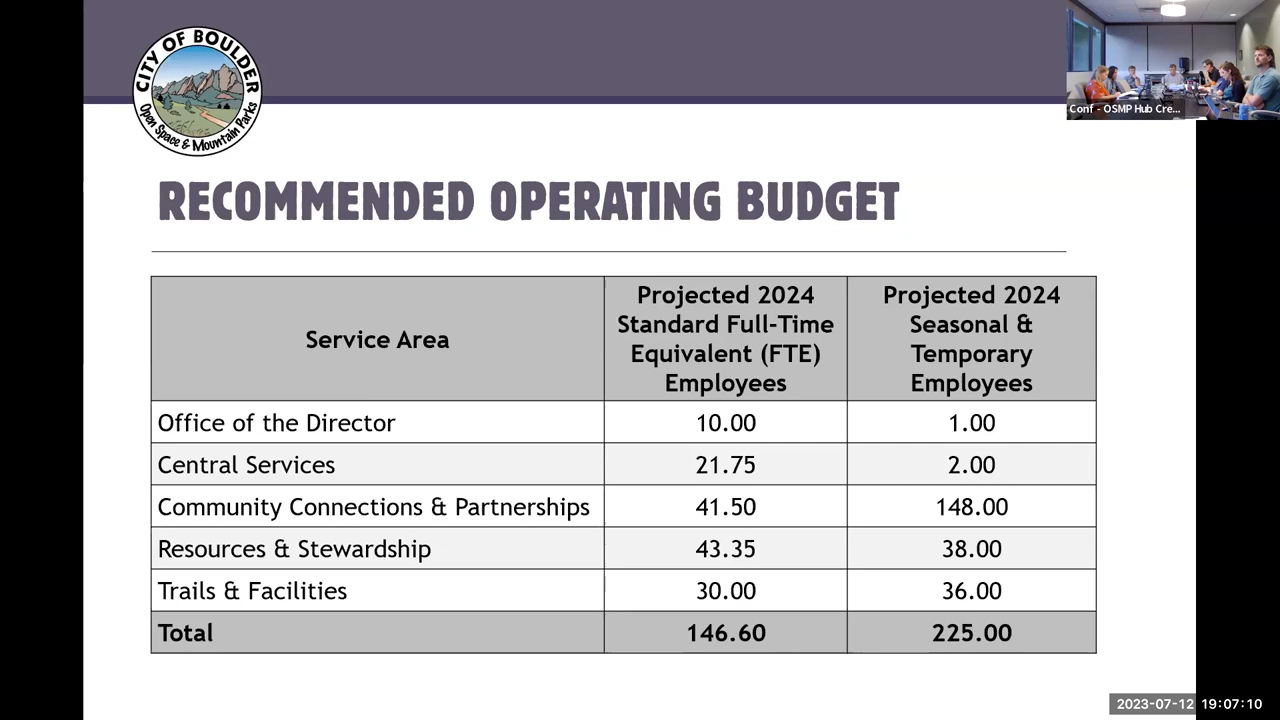 CITY OF BOULDER
Open Space & Mountain Parks
Conf - OSMP Hub Cre...
RECOMMENDED OPERATING BUDGET
Service Area
Projected 2024
Standard Full-Time
Equivalent (FTE)
Employees
Projected 2024
Seasonal &
Temporary
Employees
Office of the Director 10.00 1.00
Central Services 21.75 2.00
Community Connections & Partnerships 41.50 148.00
Resources & Stewardship 43.35 38.00
Trails & Facilities 30.00 36.00
Total 146.60 225.00
2023-07-12 19:07:10